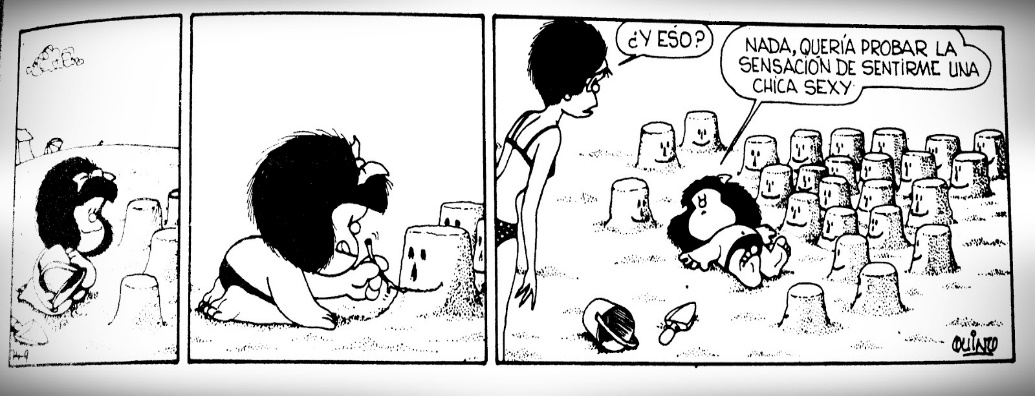 ¿Y ESO?
NADA, QUERÍA PROBAR LA
SENSACIÓN DE SENTIRME UNA
CHICA SEXY
QUINO